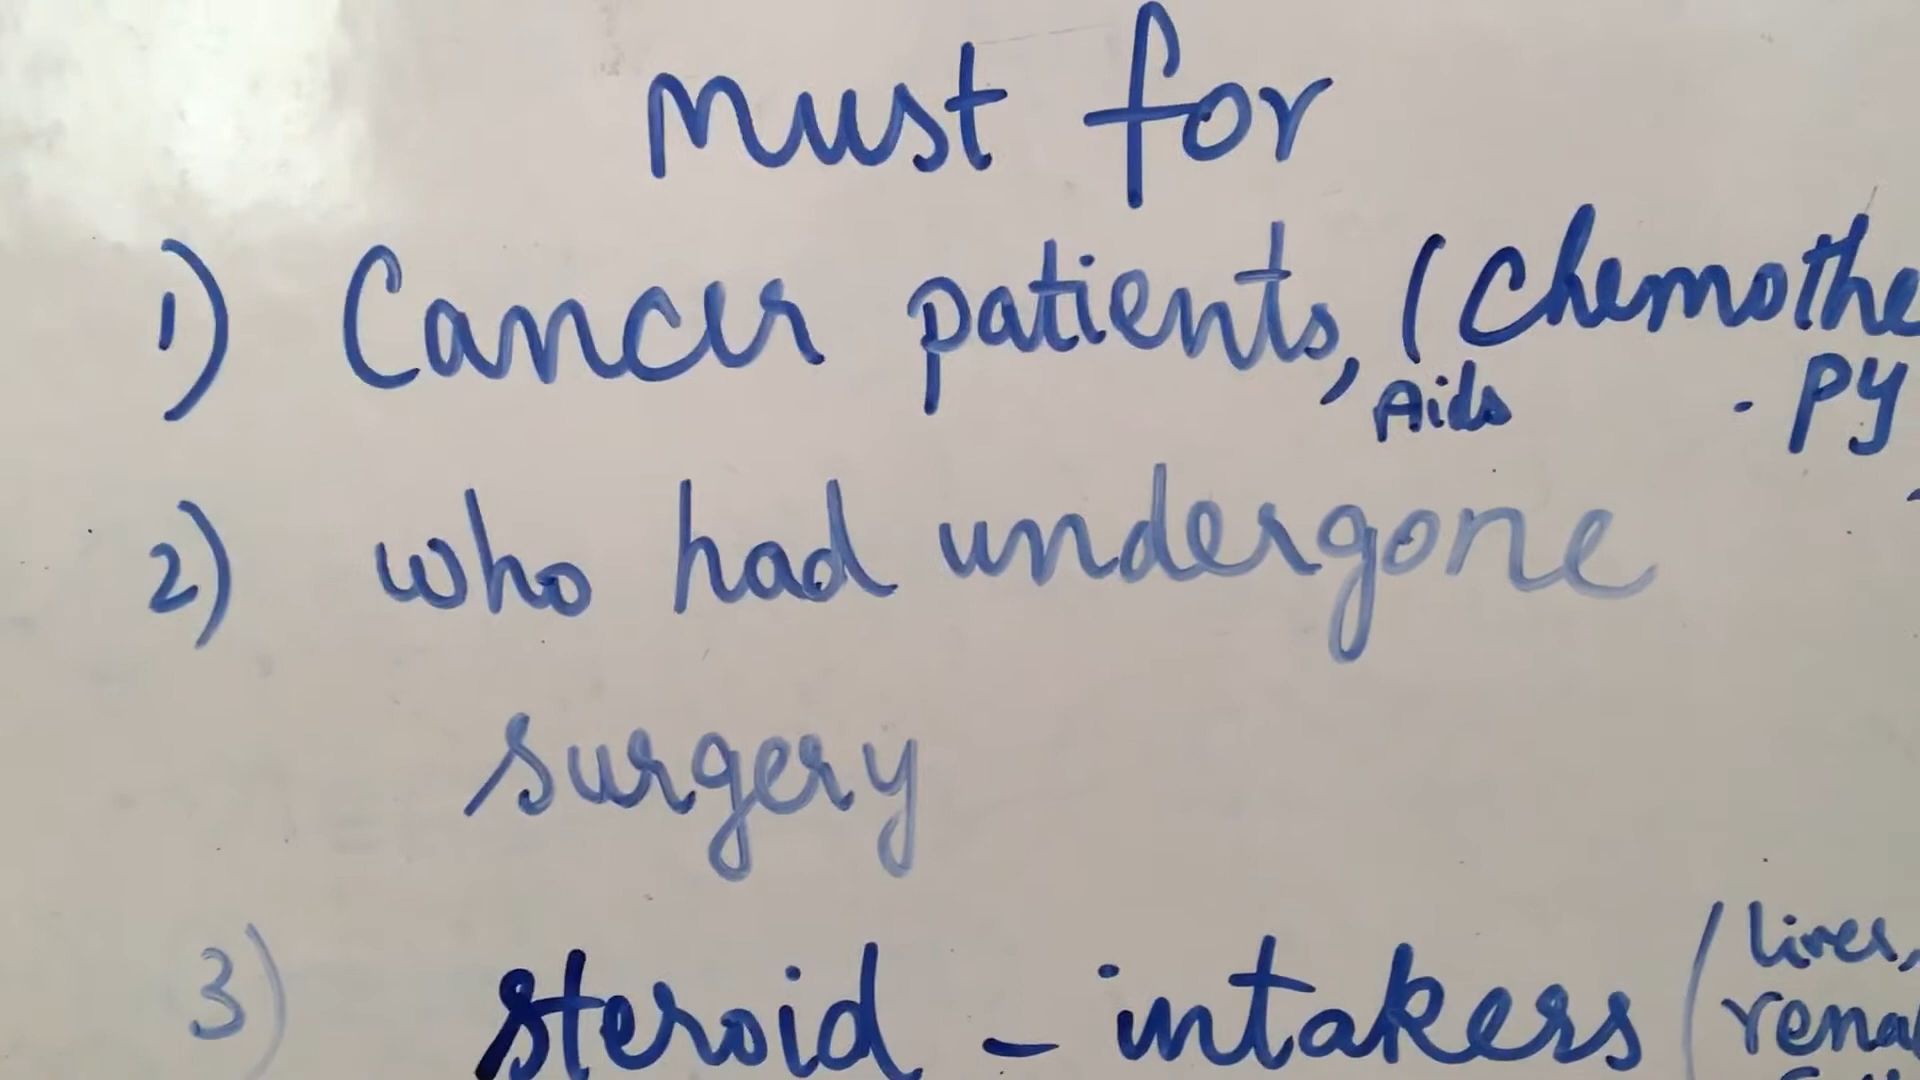 Must for
1) Cancer patients, (Chemothe
Aids - py
2) who had undergone
surgery
3) steroid - intakers (liver,
rena